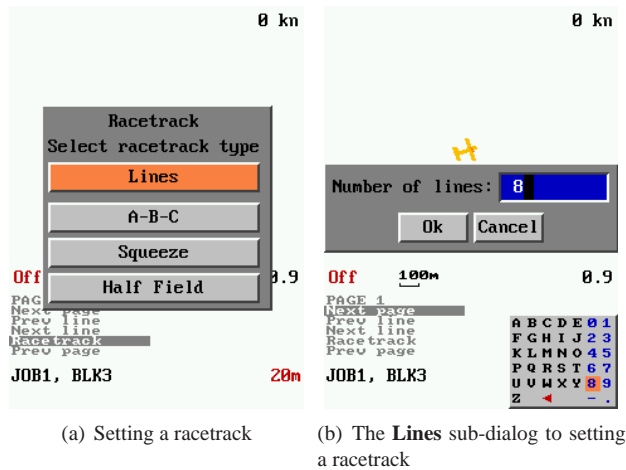 0 kn
Racetrack
Select racetrack type
Lines
A-B-C
Squeeze
Half Field
Off
0.9
PAG
Next page
Prev line
Next line
Racetrack
Prev page
JOB1, BLK3
20m
(a) Setting a racetrack
0 kn
Number of lines: 8
Ok Cancel
Off 100m 0.9
PAGE 1
Next page
Prev line
Next line
Racetrack
Prev page
JOB1, BLK3
A B C D E 0 1
F G H I J 2 3
K L M N O 4 5
P Q R S T 6 7
U V W X Y 8 9
Z - .
(b) The Lines sub-dialog to setting
a racetrack